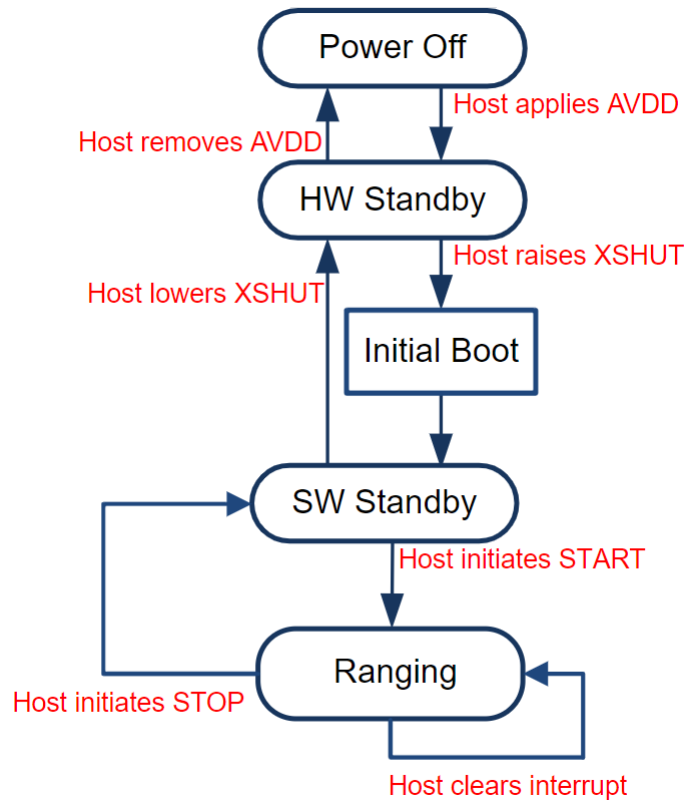 Power Off
Host applies AVDD
Host removes AVDD
HW Standby
Host raises XSHUT
Host lowers XSHUT
Initial Boot
SW Standby
Host initiates START
Ranging
Host initiates STOP
Host clears interrupt